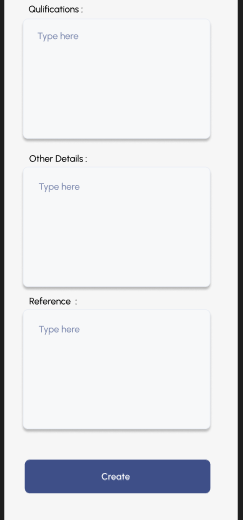 Qulifications :
Type here
Other Details :
Type here
Reference :
Type here
Create